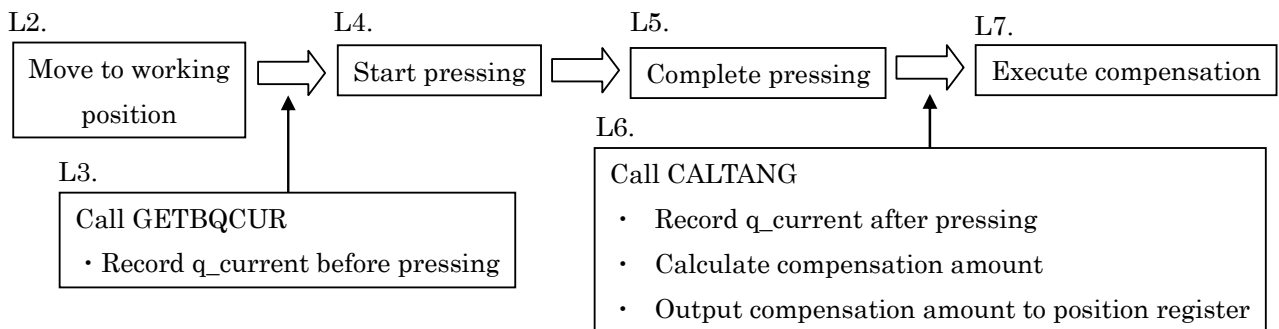 L2.
Move to working
position
L4.
Start pressing
L5.
Complete pressing
L7.
Execute compensation
L3.
Call GETBQCUR
・Record q_current before pressing
L6.
Call CALTANG
・ Record q_current after pressing
・ Calculate compensation amount
・ Output compensation amount to position register